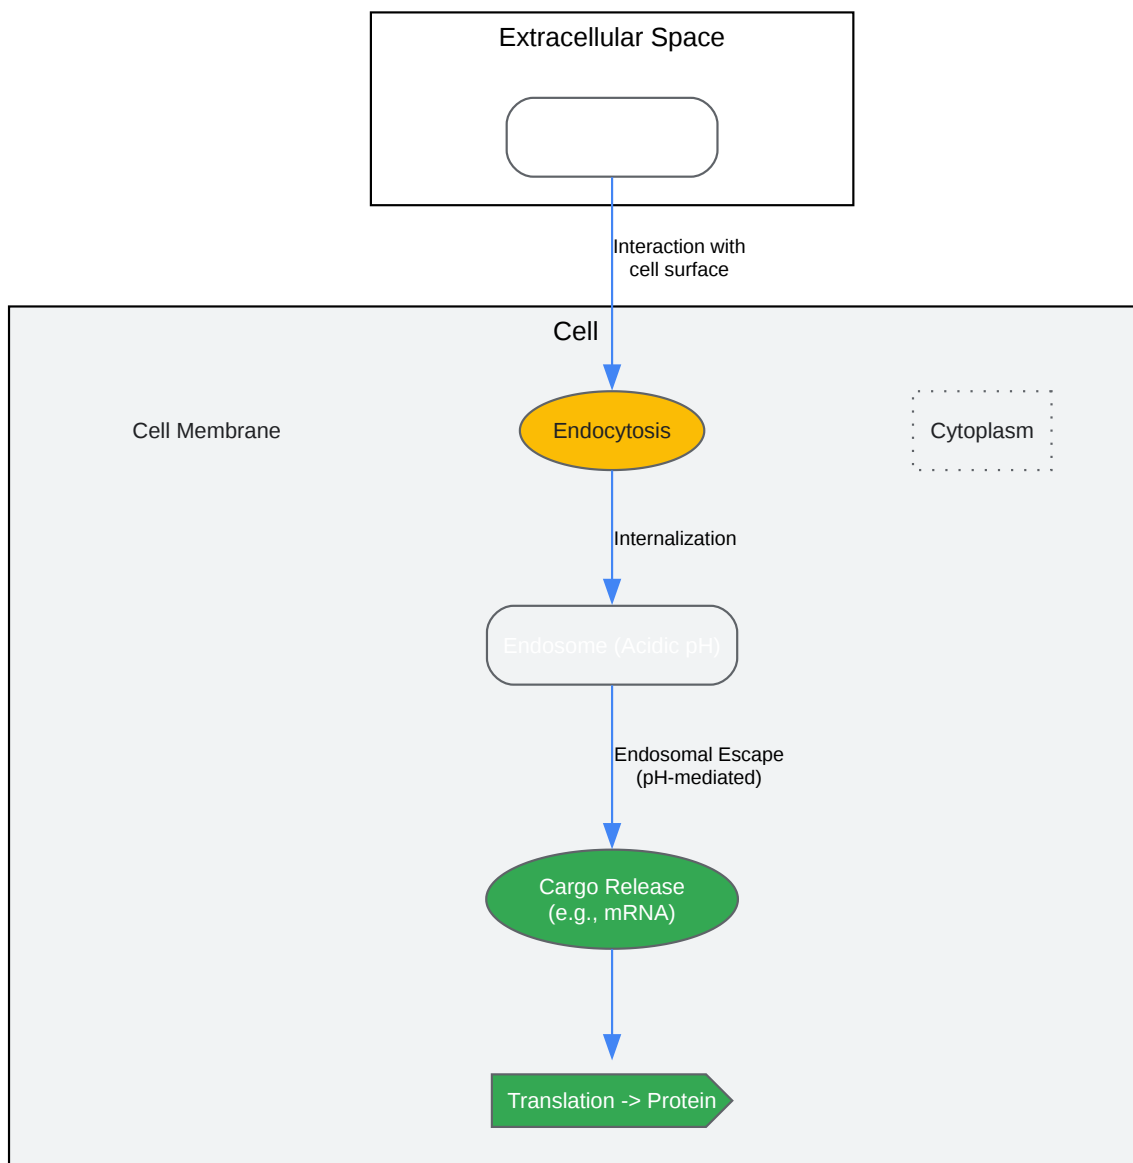 Extracellular Space
Interaction with
cell surface
Cell
Cell Membrane
Endocytosis
Cytoplasm
Internalization
Endosome (Acidic pH)
Endosomal Escape
(pH-mediated)
Cargo Release
(e.g., mRNA)
Translation -> Protein